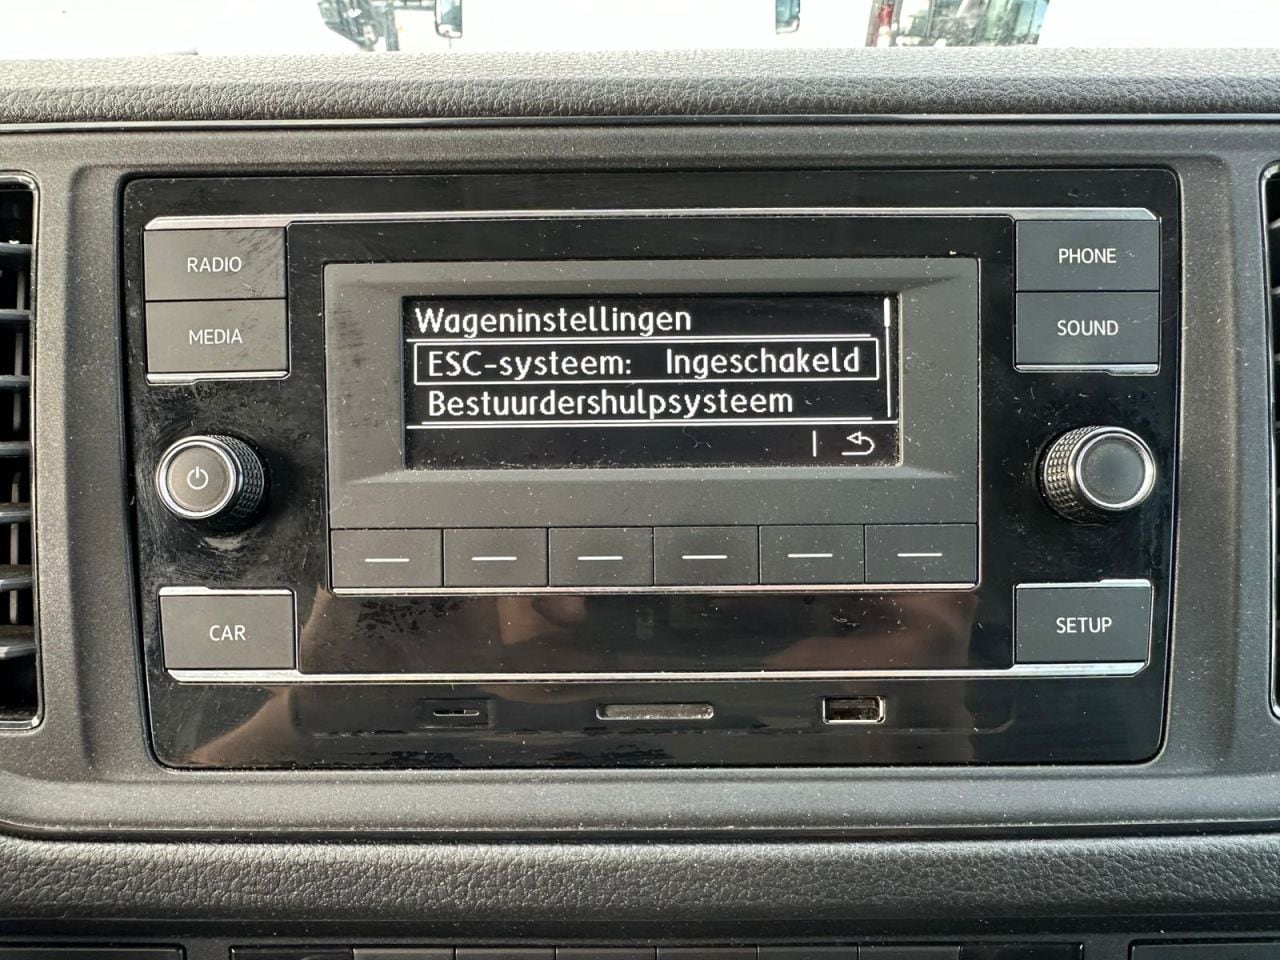 RADIO
MEDIA
PHONE
SOUND
Wageninstellingen
ESC-systeem: Ingeschakeld
Bestuurdershulpsysteem
CAR
SETUP